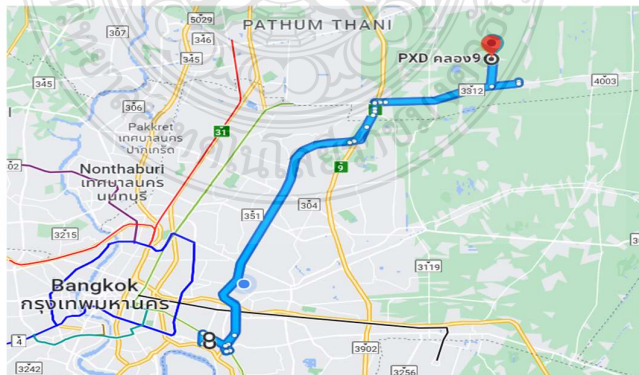 5029
307
346
PATHUM THANI
345
PXD คลอง9
345
4003
3312
306
Pakkret
เทศบาลนคร
ปากเกร็ด
31
02
Nonthaburi
เทศบาลนคร
นนทบุรี
9
304
351
3215
3119
Bangkok
กรุงเทพมหานคร
4
3902
3242
3256